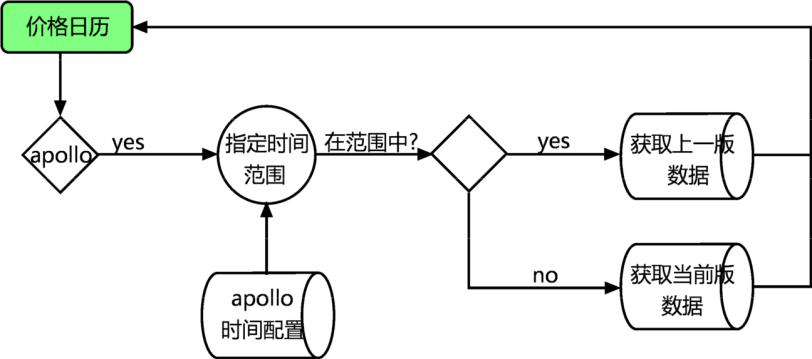 价格日历
apollo
yes
指定时间
范围
在范围中?
yes
获取上一版
数据
no
获取当前版
数据
apollo
时间配置